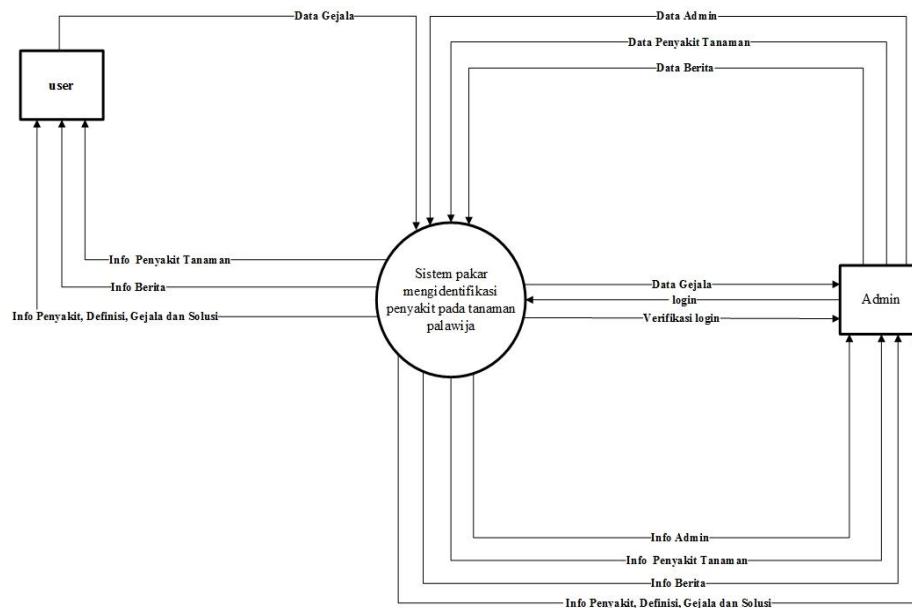 Data Gejala
Data Admin
Data Penyakit Tanaman
Data Berita
user
Info Penyakit Tanaman
Info Berita
Info Penyakit, Definisi, Gejala dan Solusi
Sistem pakar
mengidentifikasi
penyakit pada tanaman
palawija
Data Gejala
login
Verifikasi login
Admin
Info Admin
Info Penyakit Tanaman
Info Berita
Info Penyakit, Definisi, Gejala dan Solusi